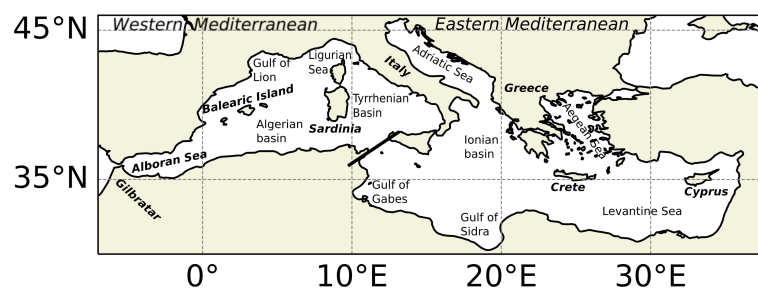 Western Mediterranean
Eastern Mediterranean
45°N
Gulf of
Lion
Ligurian
Sea
Italy
Adriatic Sea
Greece
Balearic Island
Tyrrhenian
Basin
Aegean Sea
Algerian
basin
Sardinia
Ionian
basin
Alboran Sea
35°N
Gilbratar
Gulf of
Gabes
Crete
Cyprus
Gulf of
Sidra
Levantine Sea
0°
10°E
20°E
30°E